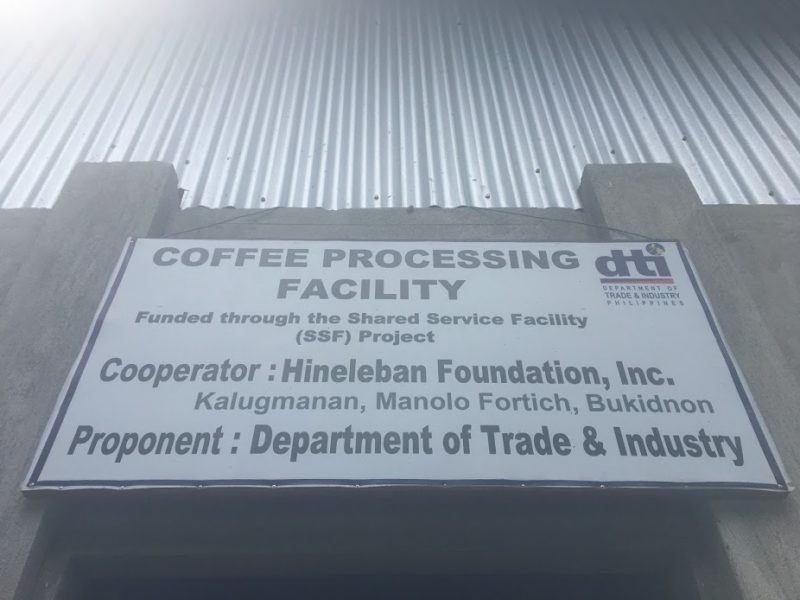 COFFEE PROCESSING
FACILITY
dti
DEPARTMENT OF
TRADE & INDUSTRY
PHILIPPINES
Funded through the Shared Service Facility
(SSF) Project
Cooperator : Hineleban Foundation, Inc.
Kalugmanan, Manolo Fortich, Bukidnon
Proponent : Department of Trade & Industry